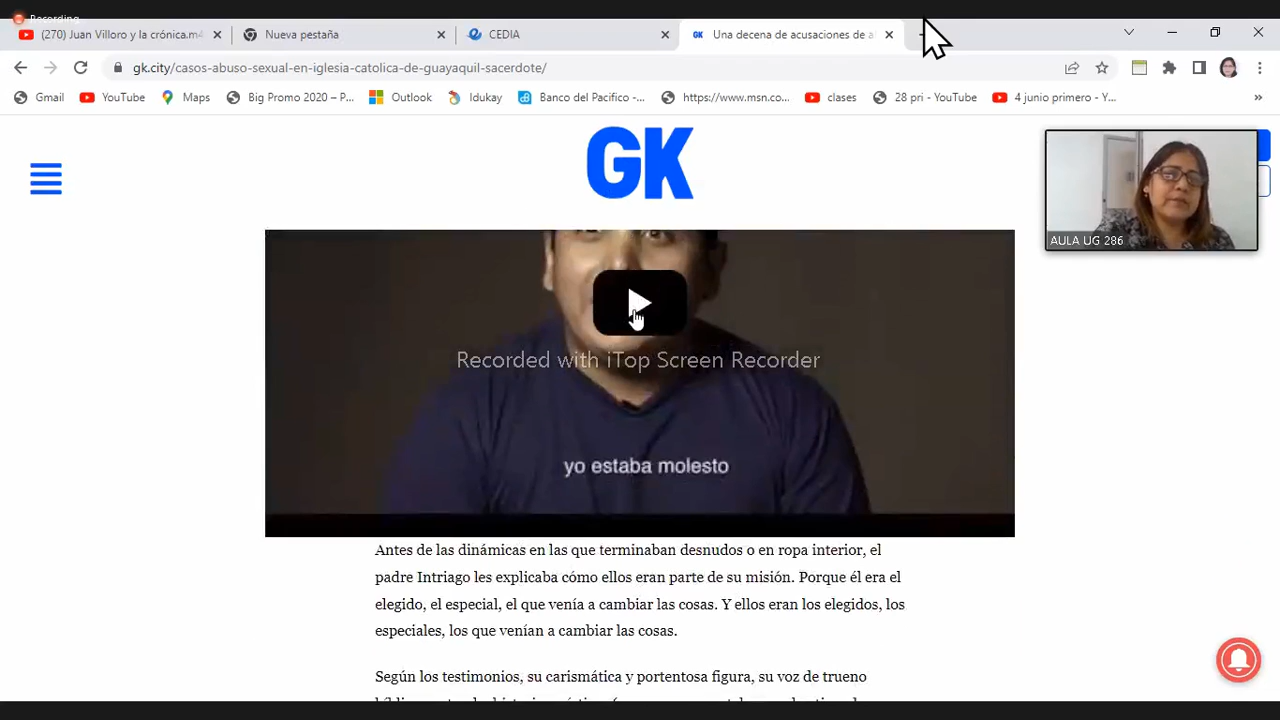 Recording
(270) Juan Villoro y la crónica.m4
Nueva pestaña
CEDIA
GK Una decena de acusaciones de a
gk.city/casos-abuso-sexual-en-iglesia-catolica-de-guayaquil-sacerdote/
Gmail
YouTube
Maps
Big Promo 2020 – P...
Outlook
Idukay
Banco del Pacifico -...
https://www.msn.co...
clases
28 pri - YouTube
4 junio primero - Y...
»
GK
AULA UG 286
Recorded with iTop Screen Recorder
yo estaba molesto
Antes de las dinámicas en las que terminaban desnudos o en ropa interior, el
padre Intriago les explicaba cómo ellos eran parte de su misión. Porque él era el
elegido, el especial, el que venía a cambiar las cosas. Y ellos eran los elegidos, los
especiales, los que venían a cambiar las cosas.
Según los testimonios, su carismática y portentosa figura, su voz de trueno